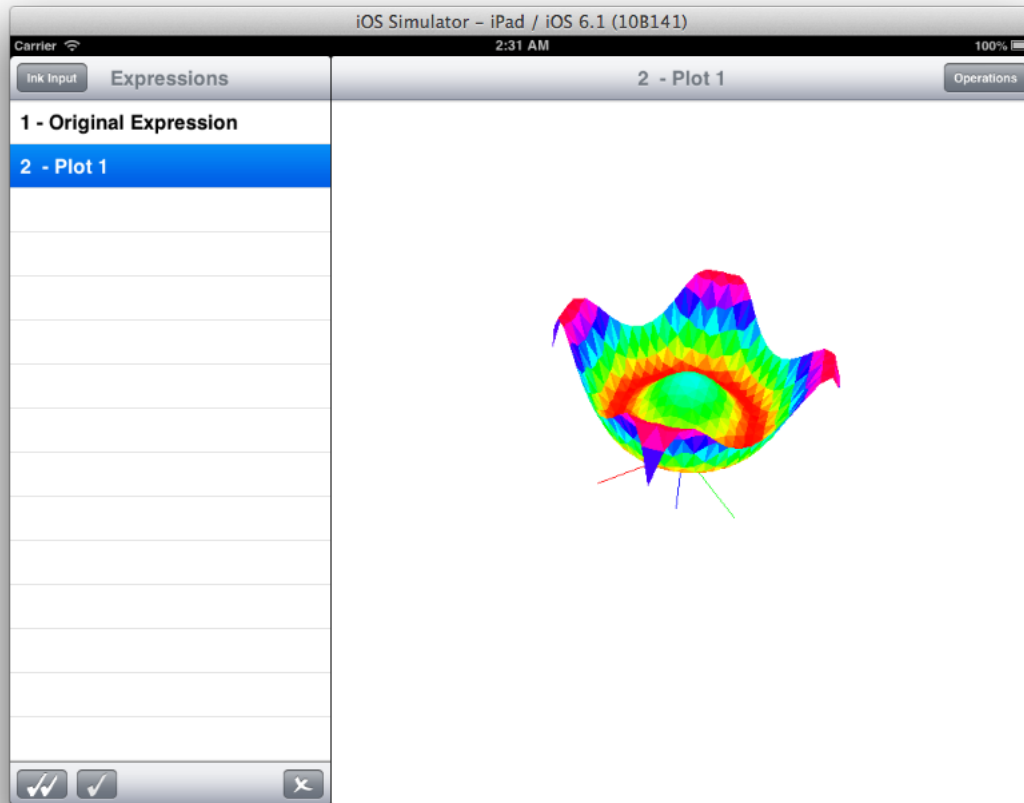 iOS Simulator – iPad / iOS 6.1 (10B141)
Carrier 2:31 AM 100%
Ink Input Expressions 2 - Plot 1 Operations
1 - Original Expression
2 - Plot 1